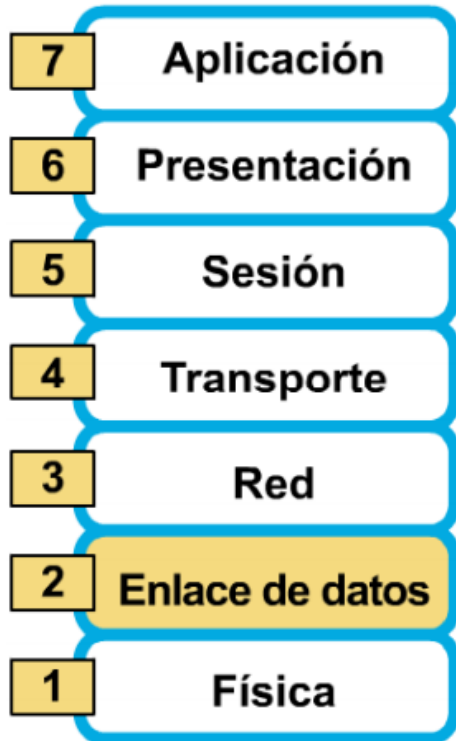 7 Aplicación
6 Presentación
5 Sesión
4 Transporte
3 Red
2 Enlace de datos
1 Física